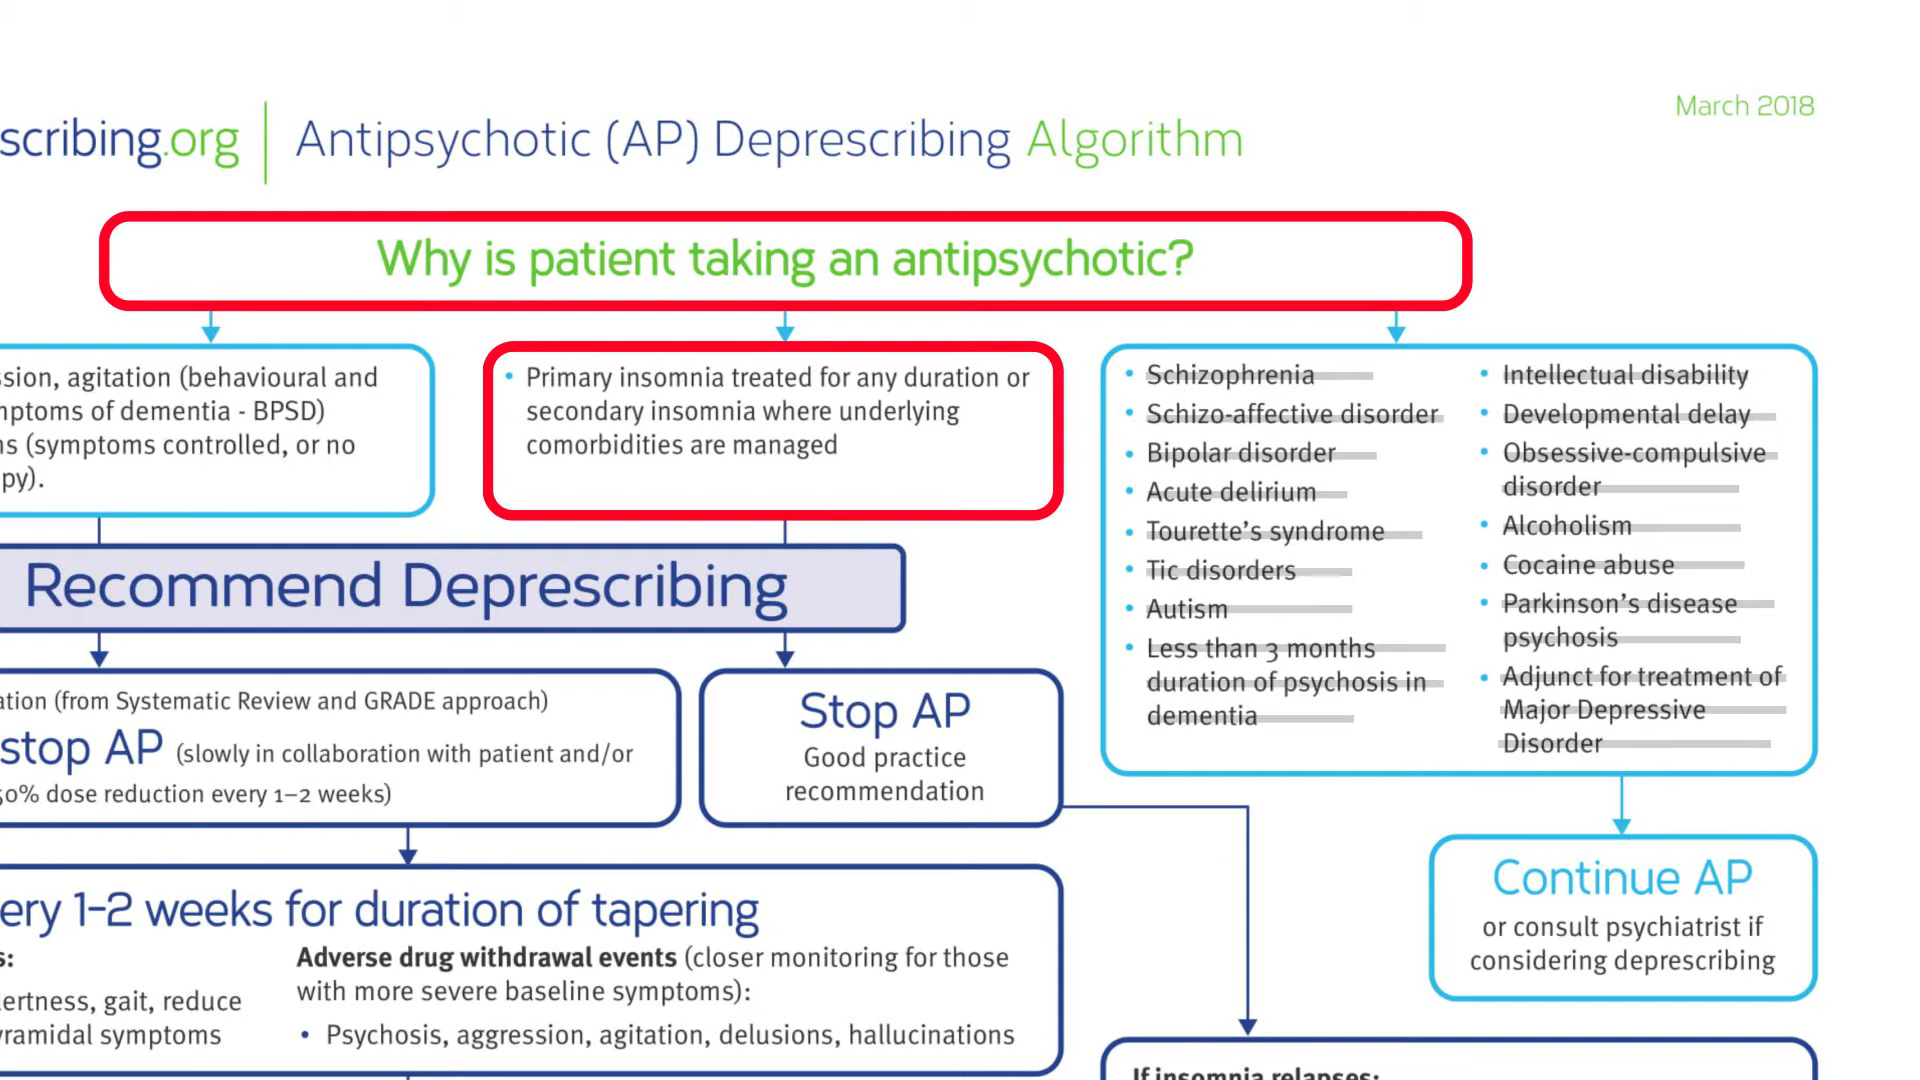 scribing.org
Antipsychotic (AP) Deprescribing Algorithm
March 2018
Why is patient taking an antipsychotic?
ssion, agitation (behavioural and
mptoms of dementia - BPSD)
ns (symptoms controlled, or no
py).
• Primary insomnia treated for any duration or
secondary insomnia where underlying
comorbidities are managed
• Schizophrenia
• Schizo-affective disorder
• Bipolar disorder
• Acute delirium
• Tourette's syndrome
• Tic disorders
• Autism
• Less than 3 months
duration of psychosis in
dementia
• Intellectual disability
• Developmental delay
• Obsessive-compulsive
disorder
• Alcoholism
• Cocaine abuse
• Parkinson's disease
psychosis
• Adjunct for treatment of
Major Depressive
Disorder
Recommend Deprescribing
ation (from Systematic Review and GRADE approach)
stop AP (slowly in collaboration with patient and/or
50% dose reduction every 1–2 weeks)
Stop AP
Good practice
recommendation
Continue AP
or consult psychiatrist if
considering deprescribing
ery 1-2 weeks for duration of tapering
s:
ertness, gait, reduce
yramidal symptoms
Adverse drug withdrawal events (closer monitoring for those
with more severe baseline symptoms):
• Psychosis, aggression, agitation, delusions, hallucinations
If insomnia relapses: